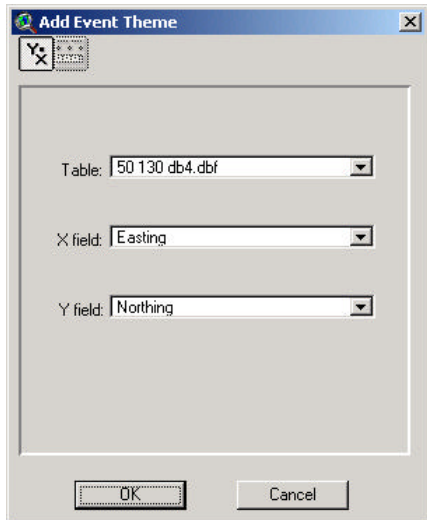 Add Event Theme
Y X
Table: 50 130 db4.dbf
X field: Easting
Y field: Northing
OK Cancel